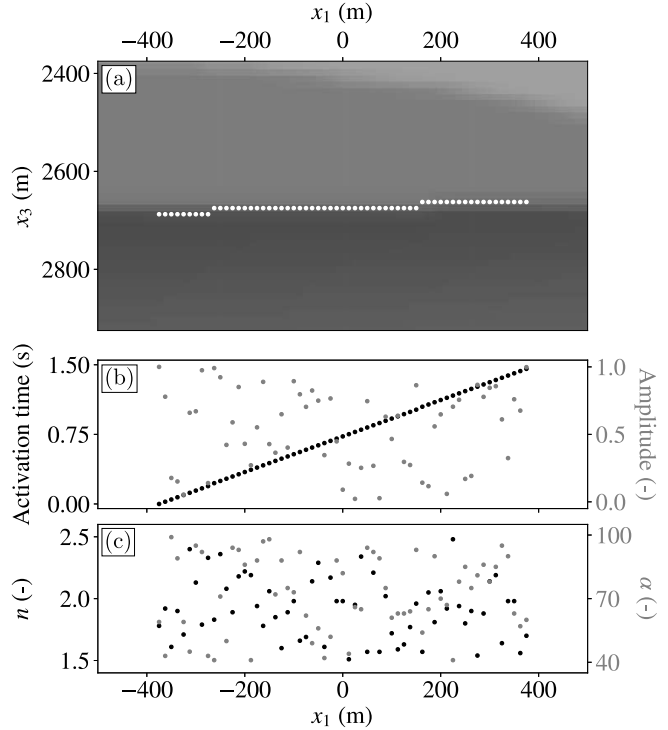 x₁ (m)
−400 −200 0 200 400
(a)
2400
2600
2800
x₃ (m)
(b)
1.50
0.75
0.00
Activation time (s)
1.0
0.5
0.0
Amplitude (-)
(c)
2.5
2.0
1.5
n (-)
100
70
40
α (-)
−400 −200 0 200 400
x₁ (m)